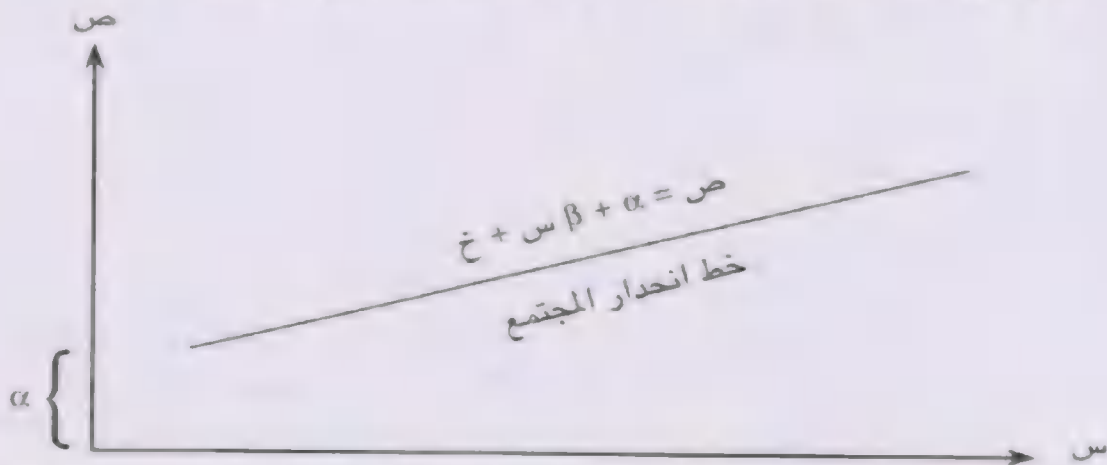 ص
ص = α + β س + خ
خط انحدار المجتمع
α
س